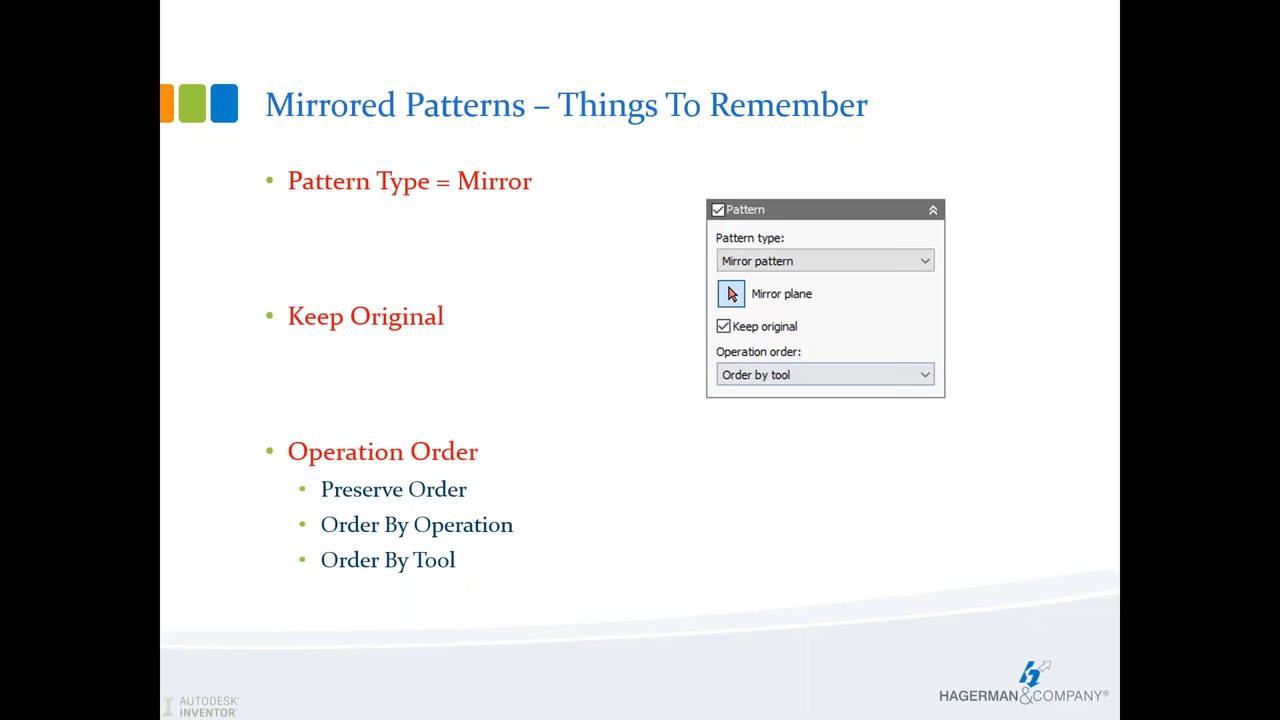 Mirrored Patterns – Things To Remember
• Pattern Type = Mirror
• Keep Original
• Operation Order
• Preserve Order
• Order By Operation
• Order By Tool
Pattern
Pattern type:
Mirror pattern
Mirror plane
Keep original
Operation order:
Order by tool
AUTODESK®
INVENTOR®
HAGERMAN&COMPANY®